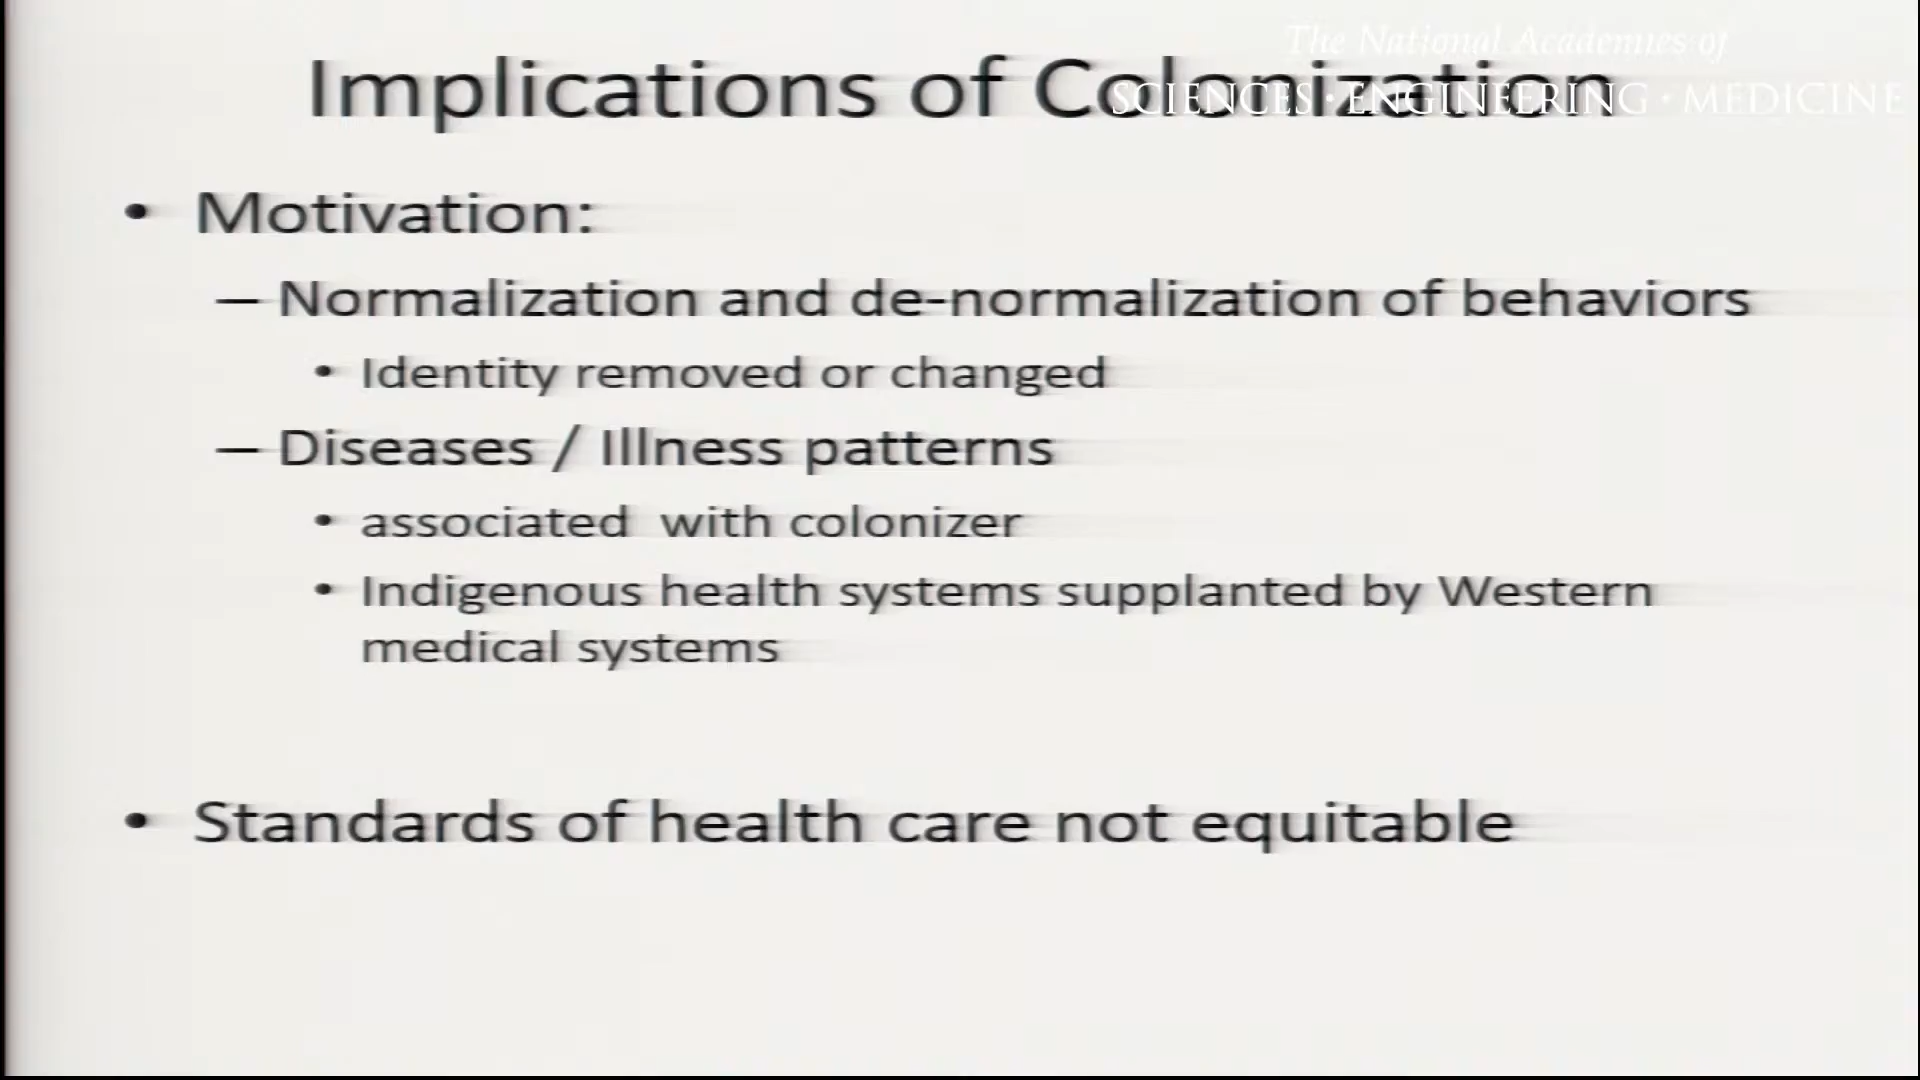 The National Academies of
SCIENCES · ENGINEERING · MEDICINE
Implications of Colonization
• Motivation:
– Normalization and de-normalization of behaviors
• Identity removed or changed
– Diseases / Illness patterns
• associated with colonizer
• Indigenous health systems supplanted by Western
medical systems
• Standards of health care not equitable